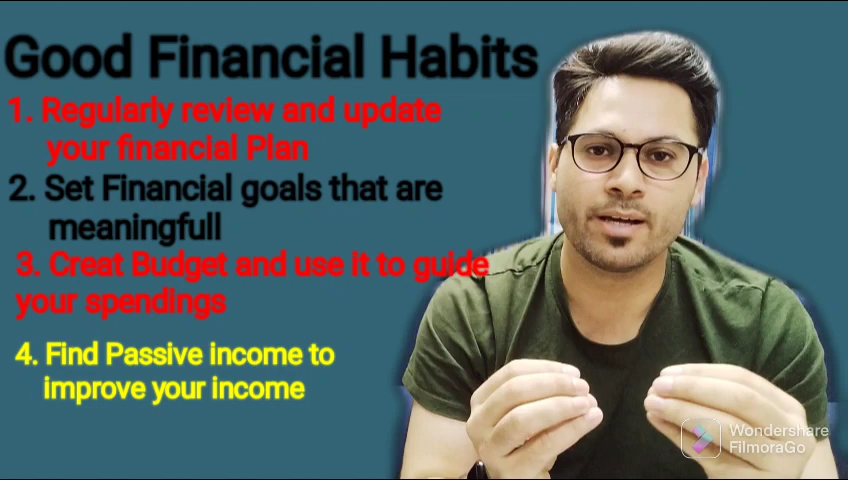 Good Financial Habits
1. Regularly review and update
your financial Plan
2. Set Financial goals that are
meaningfull
3. Creat Budget and use it to guide
your spendings
4. Find Passive income to
improve your income
Wondershare
FilmoraGo